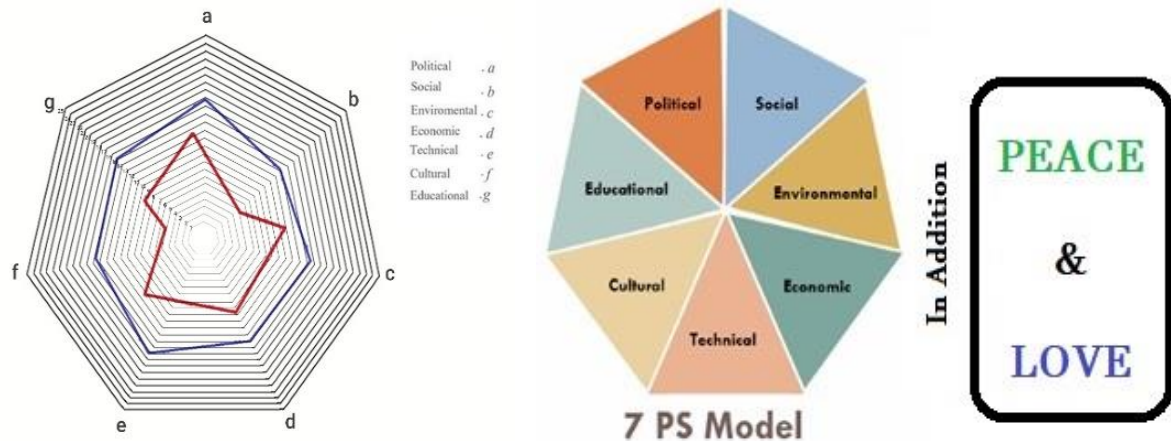 a
b
c
d
e
f
g
Political .a
Social .b
Enviromental .c
Economic .d
Technical .e
Cultural .f
Educational .g
Political
Social
Educational
Environmental
Cultural
Economic
Technical
7 PS Model
In Addition
PEACE
&
LOVE